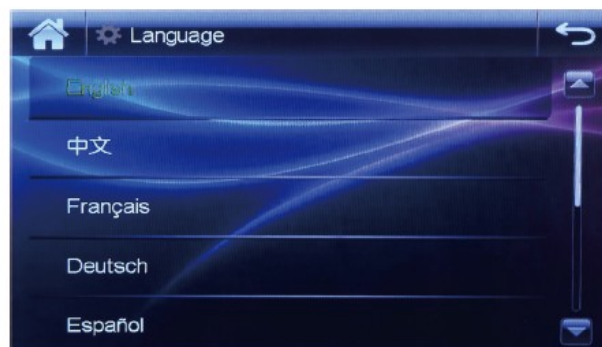 Language
English
中文
Français
Deutsch
Español